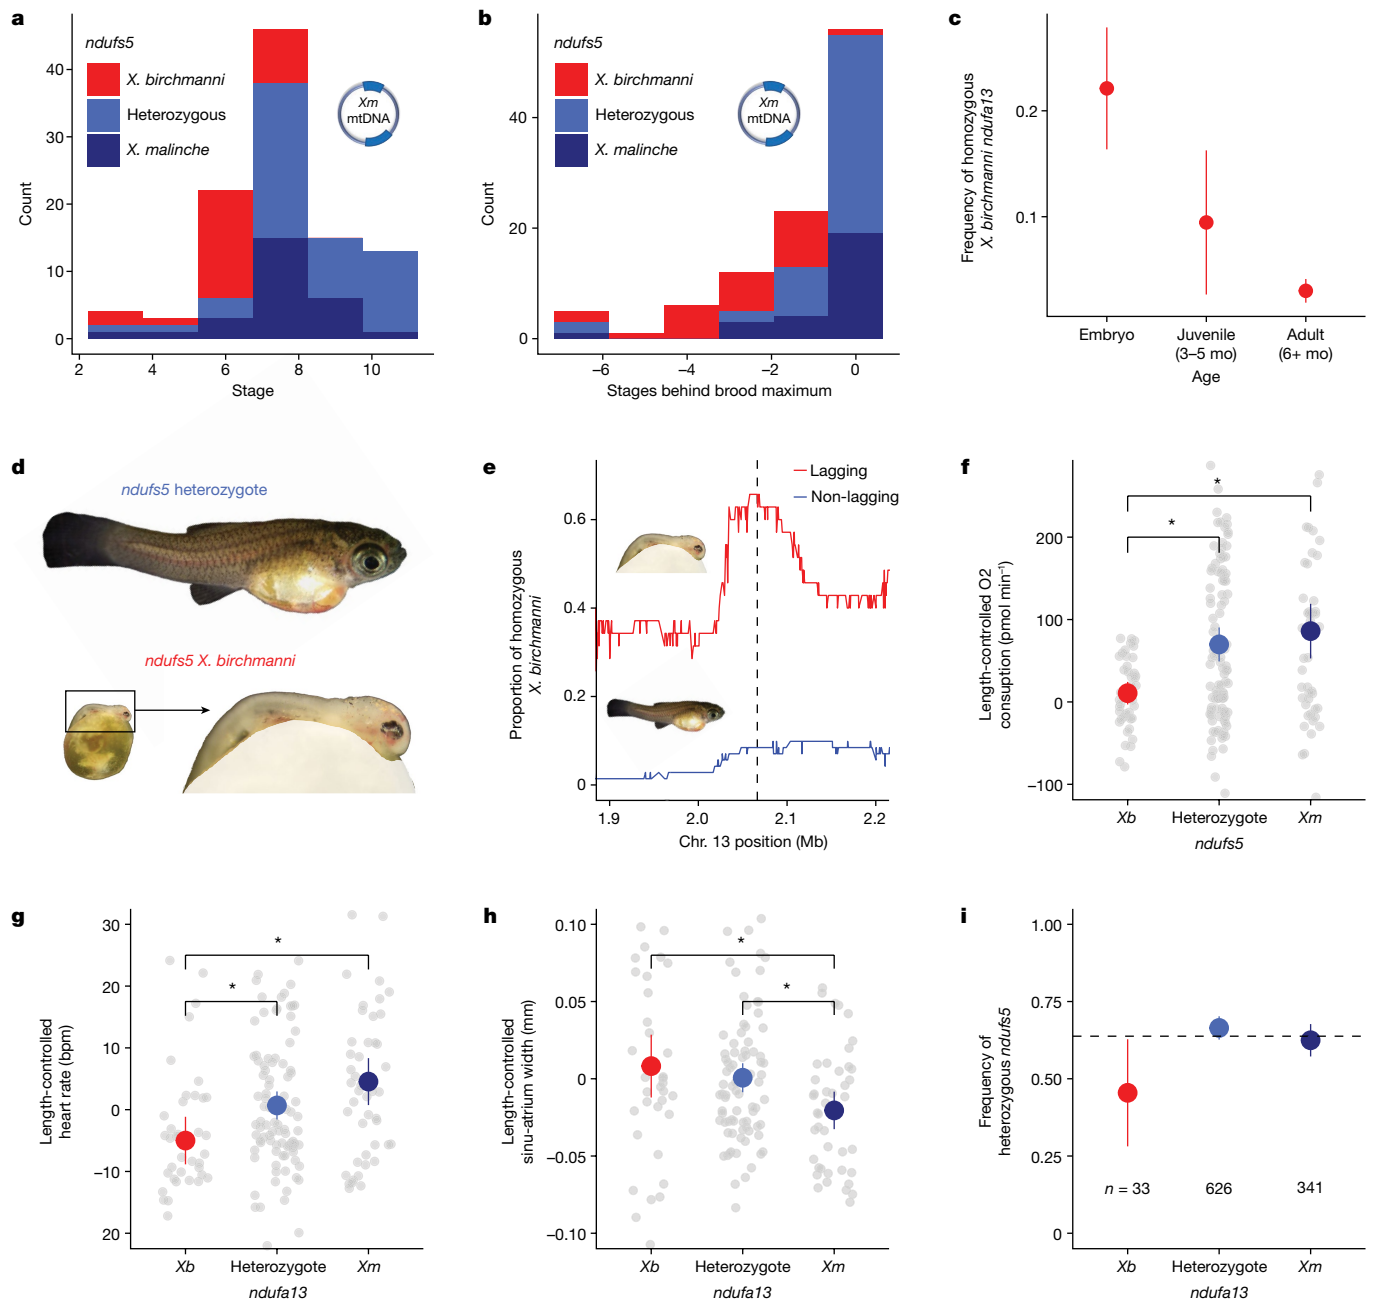 a
ndufs5
X. birchmanni
Heterozygous
X. malinche
Xm
mtDNA
Count
0
10
20
30
40
2
4
6
8
10
Stage
b
ndufs5
X. birchmanni
Heterozygous
X. malinche
Xm
mtDNA
Count
0
20
40
−6
−4
−2
0
Stages behind brood maximum
c
Frequency of homozygous
X. birchmanni ndufa13
0.2
0.1
Embryo
Juvenile
(3–5 mo)
Adult
(6+ mo)
Age
d
ndufs5 heterozygote
ndufs5 X. birchmanni
e
Lagging
Non-lagging
Proportion of homozygous
X. birchmanni
0.6
0.4
0.2
0
1.9
2.0
2.1
2.2
Chr. 13 position (Mb)
f
Length-controlled O2
consuption (pmol min⁻¹)
200
100
0
−100
*
*
Xb
Heterozygote
Xm
ndufs5
g
Length-controlled
heart rate (bpm)
30
20
10
0
−10
20
*
*
Xb
Heterozygote
Xm
ndufa13
h
Length-controlled
sinu-atrium width (mm)
0.10
0.05
0
−0.05
−0.10
*
*
Xb
Heterozygote
Xm
ndufa13
i
Frequency of
heterozygous ndufs5
1.00
0.75
0.50
0.25
0
n = 33
626
341
Xb
Heterozygote
Xm
ndufa13